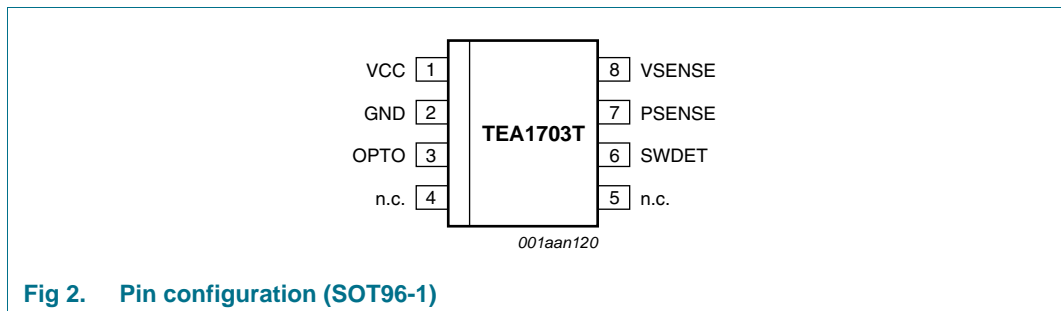 VCC 1
GND 2
OPTO 3
n.c. 4
TEA1703T
8 VSENSE
7 PSENSE
6 SWDET
5 n.c.
001aan120
Fig 2. Pin configuration (SOT96-1)